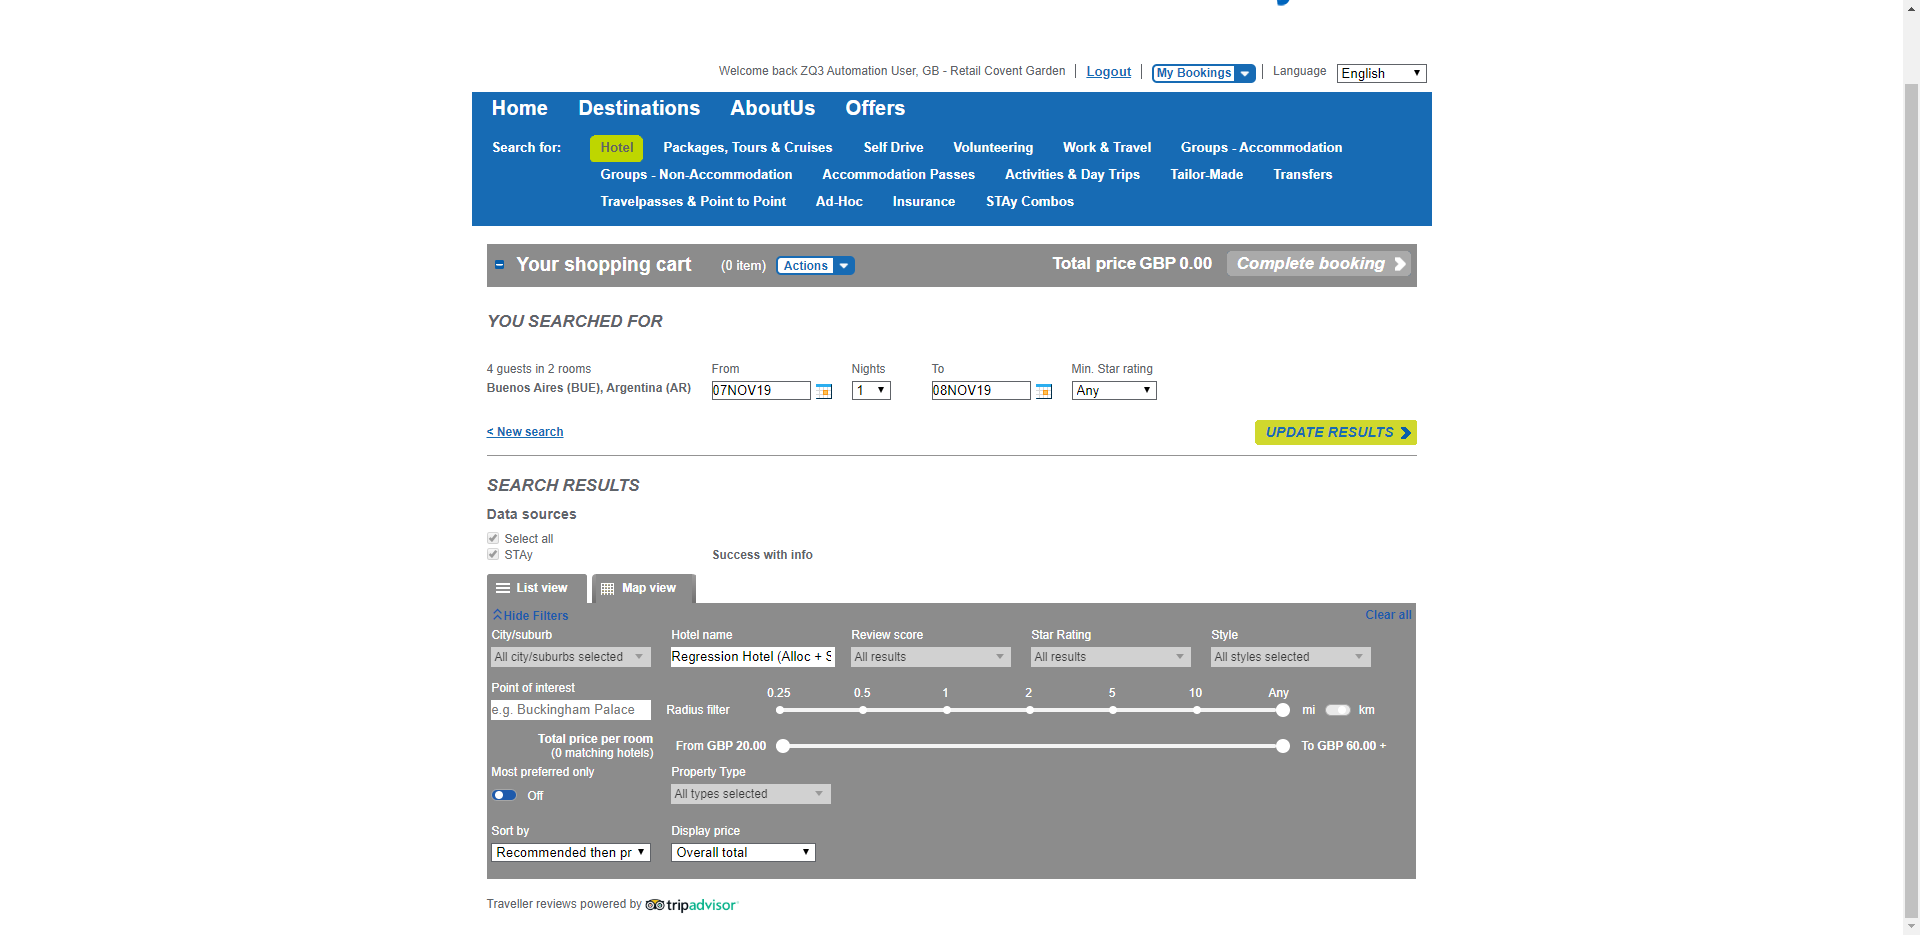 Welcome back ZQ3 Automation User, GB - Retail Covent Garden Logout My Bookings Language English
Home Destinations AboutUs Offers
Search for: Hotel Packages, Tours & Cruises Self Drive Volunteering Work & Travel Groups - Accommodation
Groups - Non-Accommodation Accommodation Passes Activities & Day Trips Tailor-Made Transfers
Travelpasses & Point to Point Ad-Hoc Insurance STAy Combos
Your shopping cart (0 item) Actions Total price GBP 0.00 Complete booking
YOU SEARCHED FOR
4 guests in 2 rooms From Nights To Min. Star rating
Buenos Aires (BUE), Argentina (AR) 07NOV19 1 08NOV19 Any
< New search UPDATE RESULTS
SEARCH RESULTS
Data sources
Select all
STAy Success with info
List view Map view
Hide Filters Clear all
City/suburb Hotel name Review score Star Rating Style
All city/suburbs selected Regression Hotel (Alloc + S All results All results All styles selected
Point of interest 0.25 0.5 1 2 5 10 Any
e.g. Buckingham Palace Radius filter mi km
Total price per room From GBP 20.00 To GBP 60.00 +
(0 matching hotels)
Most preferred only Property Type
Off All types selected
Sort by Display price
Recommended then pr Overall total
Traveller reviews powered by tripadvisor